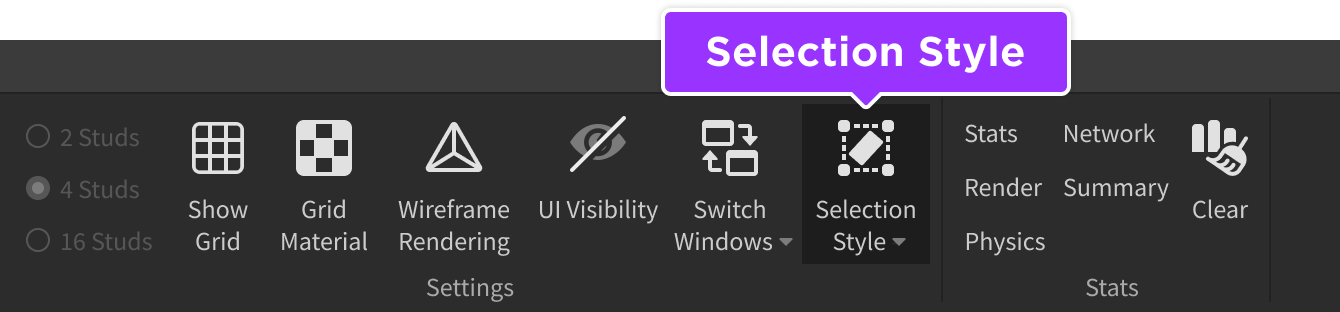 Selection Style
2 Studs
4 Studs
16 Studs
Show
Grid
Grid
Material
Wireframe
Rendering
UI Visibility
Switch
Windows
Selection
Style
Settings
Stats
Network
Render
Summary
Physics
Clear
Stats